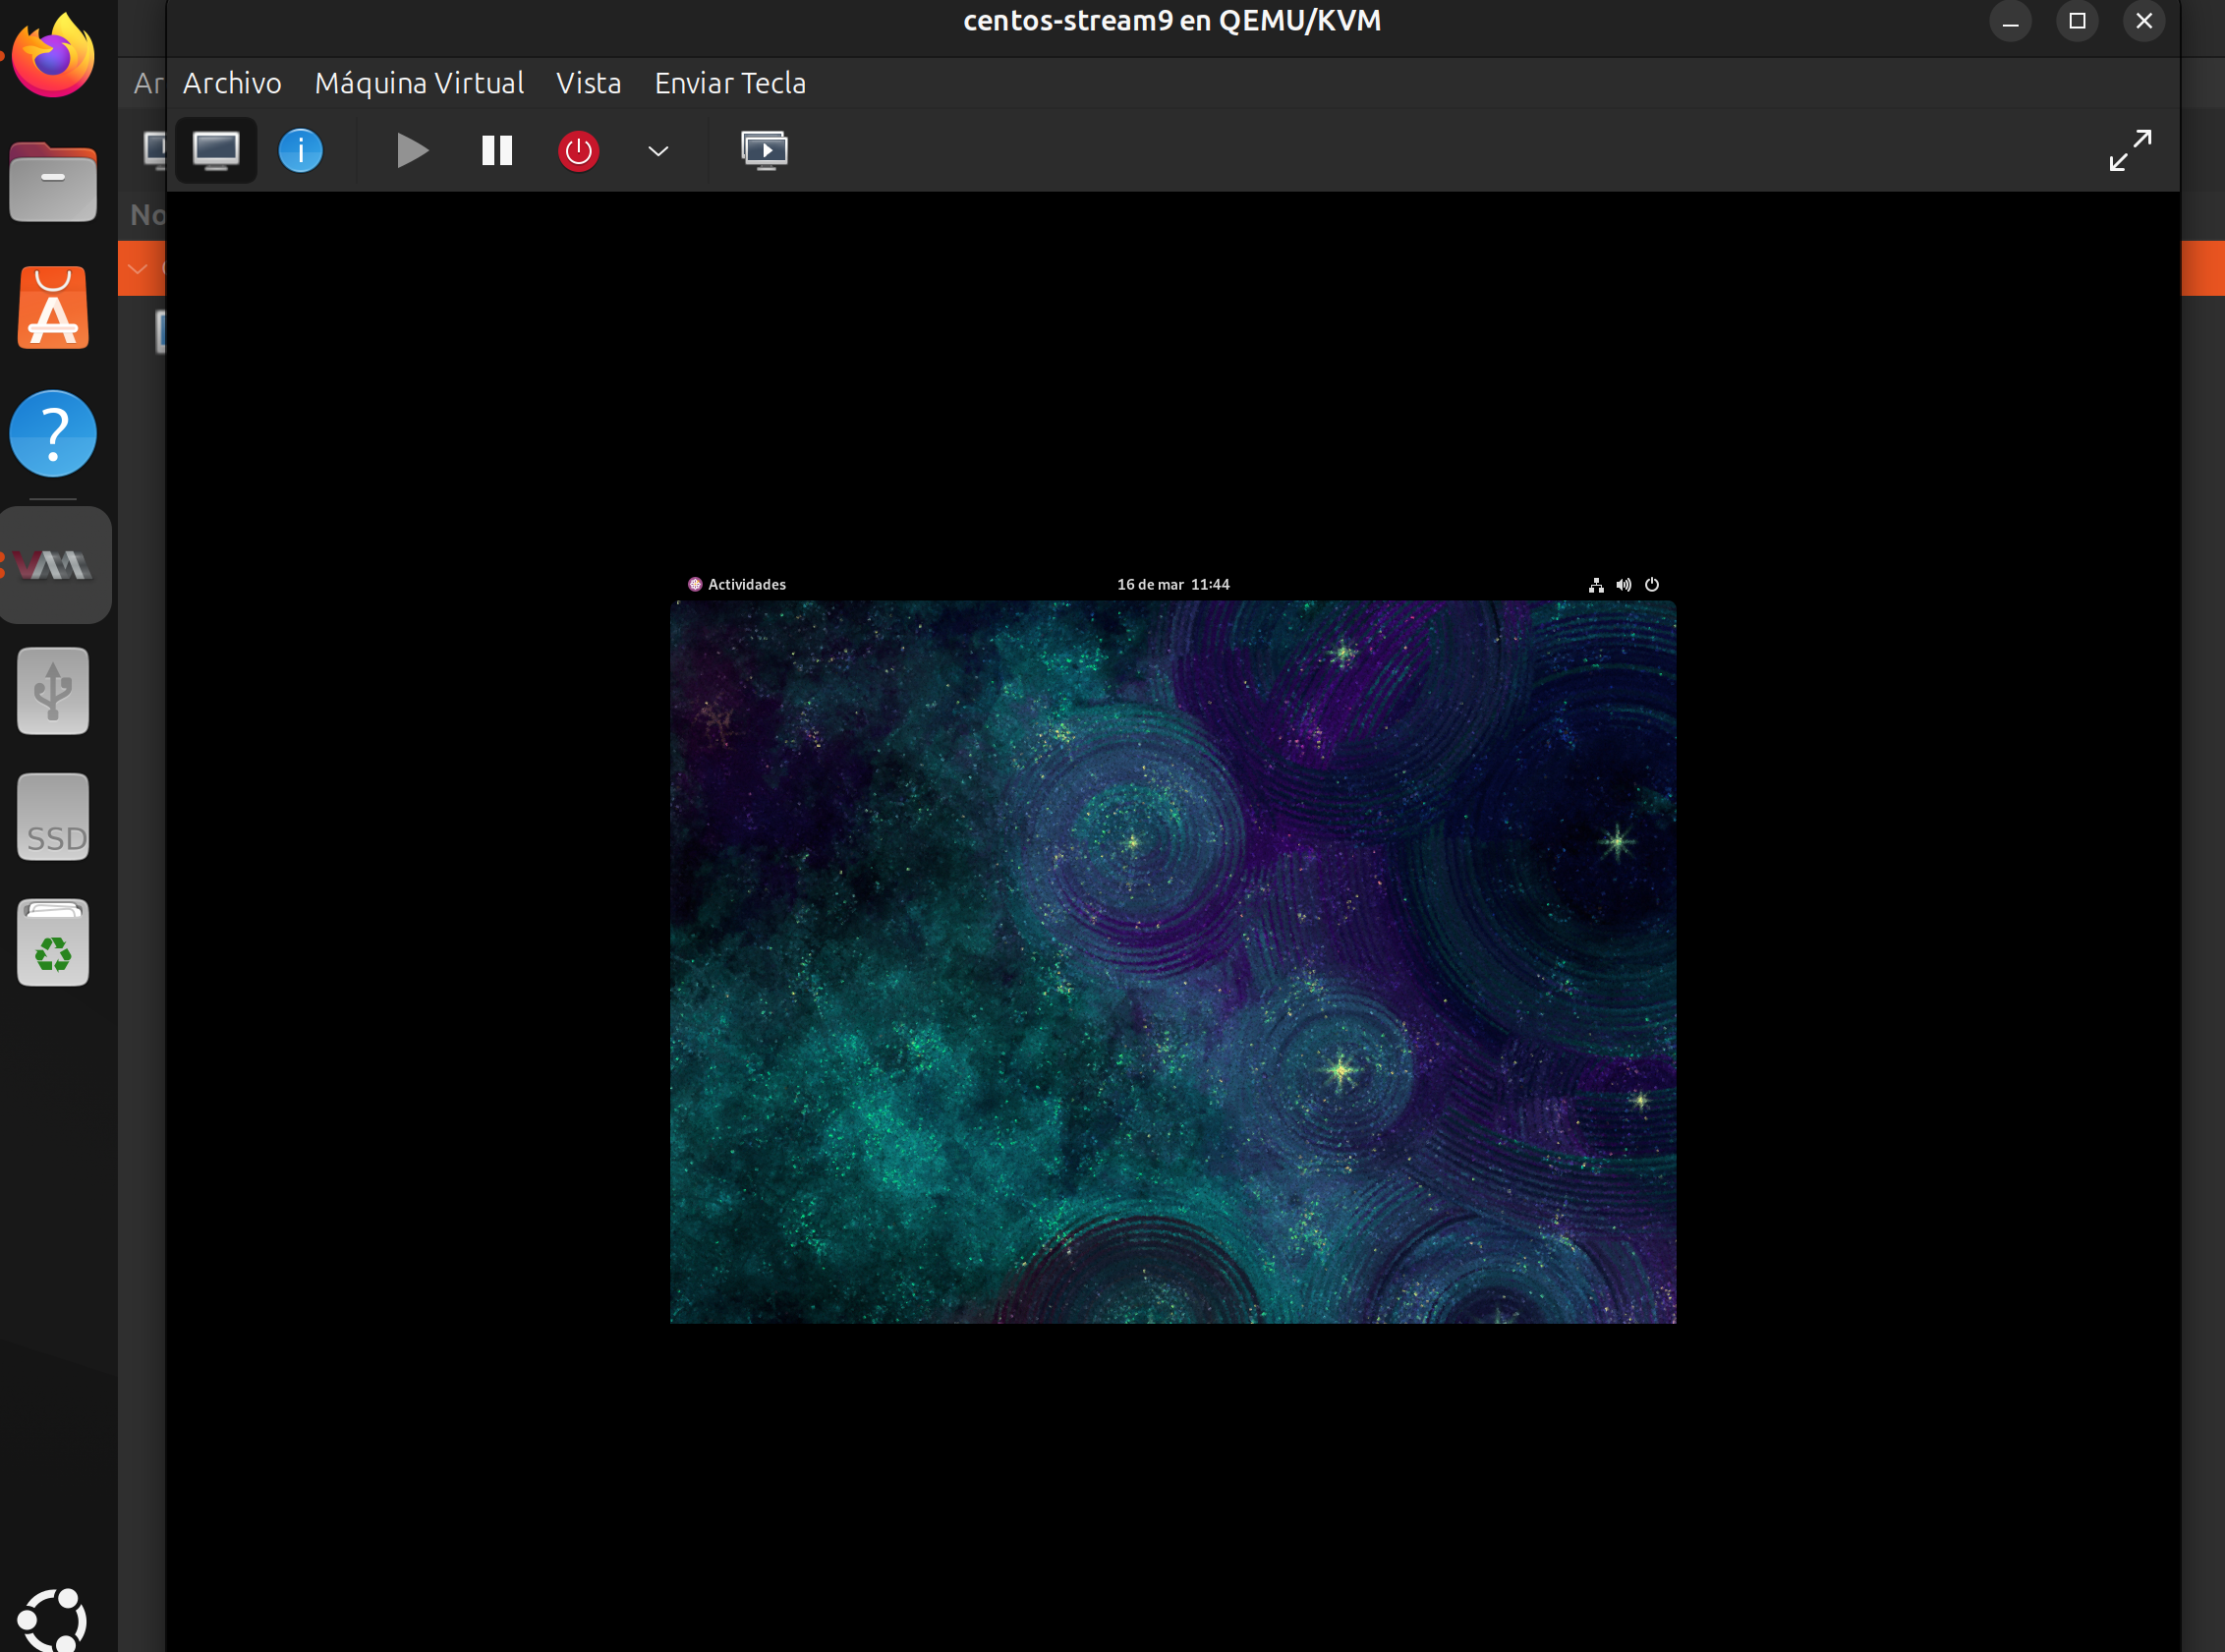 centos-stream9 en QEMU/KVM
Ar
Archivo Máquina Virtual Vista Enviar Tecla
No
Actividades 16 de mar 11:44
SSD